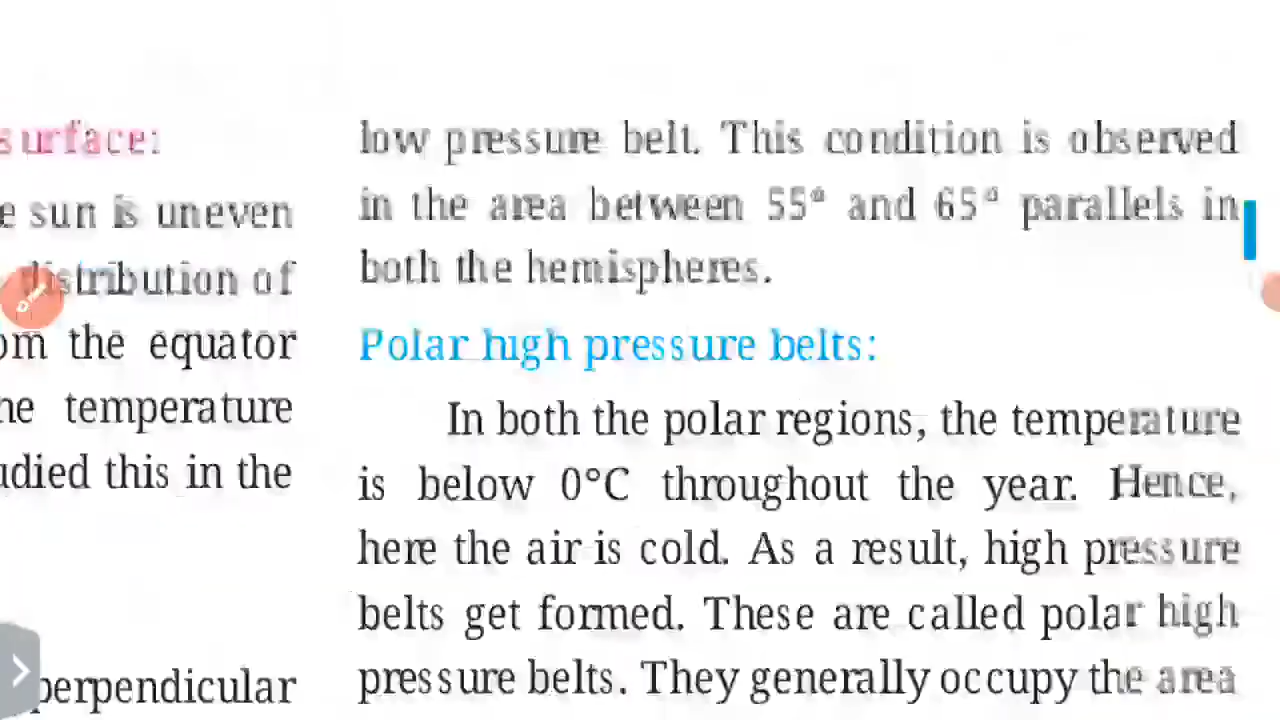 surface:
e sun is uneven
distribution of
om the equator
he temperature
udied this in the
perpendicular
low pressure belt. This condition is observed
in the area between 55° and 65° parallels in
both the hemispheres.
Polar high pressure belts:
In both the polar regions, the temperature
is below 0°C throughout the year. Hence,
here the air is cold. As a result, high pressure
belts get formed. These are called polar high
pressure belts. They generally occupy the area